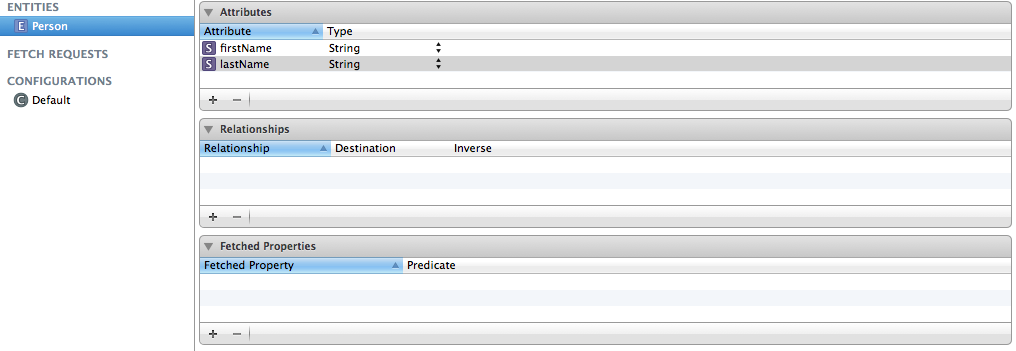 ENTITIES
E Person
FETCH REQUESTS
CONFIGURATIONS
C Default
Attributes
Attribute Type
S firstName String
S lastName String
+ −
Relationships
Relationship Destination Inverse
+ −
Fetched Properties
Fetched Property Predicate
+ −